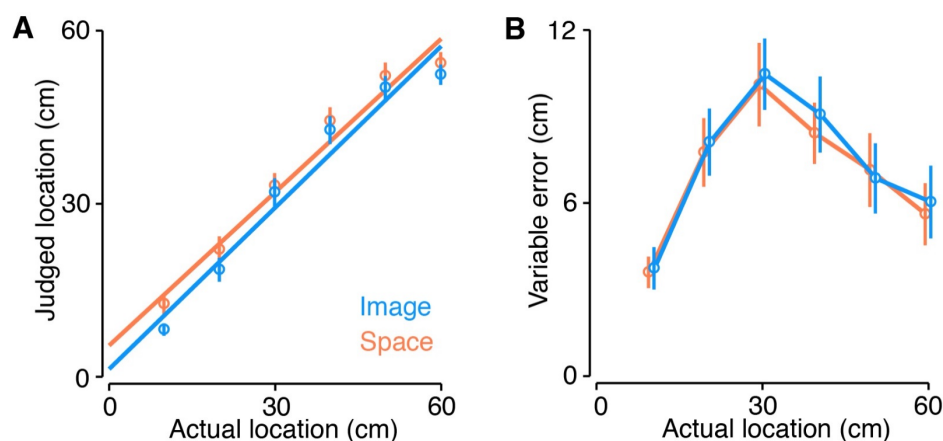 A
Judged location (cm)
60
30
0
Image
Space
0 30 60
Actual location (cm)
B
Variable error (cm)
12
6
0
0 30 60
Actual location (cm)